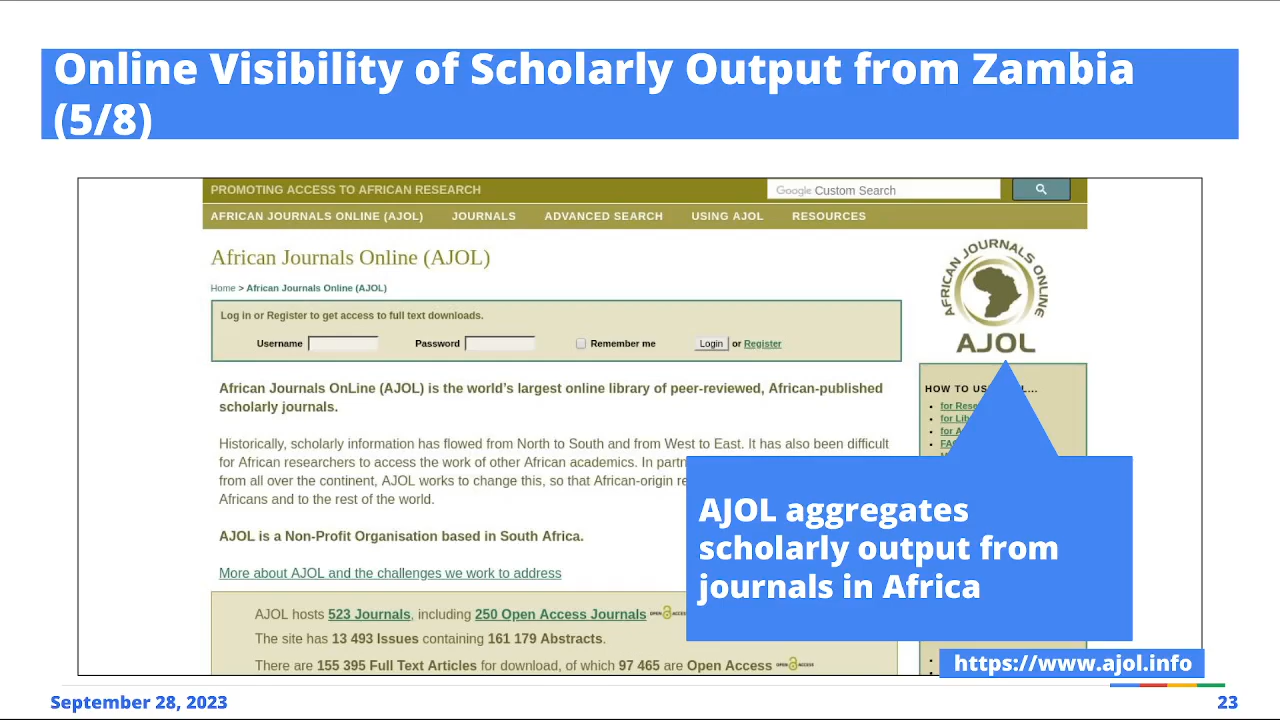 Online Visibility of Scholarly Output from Zambia
(5/8)
PROMOTING ACCESS TO AFRICAN RESEARCH
Google Custom Search
AFRICAN JOURNALS ONLINE (AJOL) JOURNALS ADVANCED SEARCH USING AJOL RESOURCES
African Journals Online (AJOL)
Home > African Journals Online (AJOL)
Log in or Register to get access to full text downloads.
Username Password Remember me Login or Register
AFRICAN JOURNALS ONLINE
AJOL
HOW TO US
for Rese
for Lib
for A
African Journals OnLine (AJOL) is the world's largest online library of peer-reviewed, African-published
scholarly journals.
Historically, scholarly information has flowed from North to South and from West to East. It has also been difficult
for African researchers to access the work of other African academics. In partn
from all over the continent, AJOL works to change this, so that African-origin re
Africans and to the rest of the world.
AJOL is a Non-Profit Organisation based in South Africa.
More about AJOL and the challenges we work to address
AJOL hosts 523 Journals, including 250 Open Access Journals OPEN ACCESS
The site has 13 493 Issues containing 161 179 Abstracts.
There are 155 395 Full Text Articles for download, of which 97 465 are Open Access OPEN ACCESS
AJOL aggregates
scholarly output from
journals in Africa
https://www.ajol.info
September 28, 2023
23